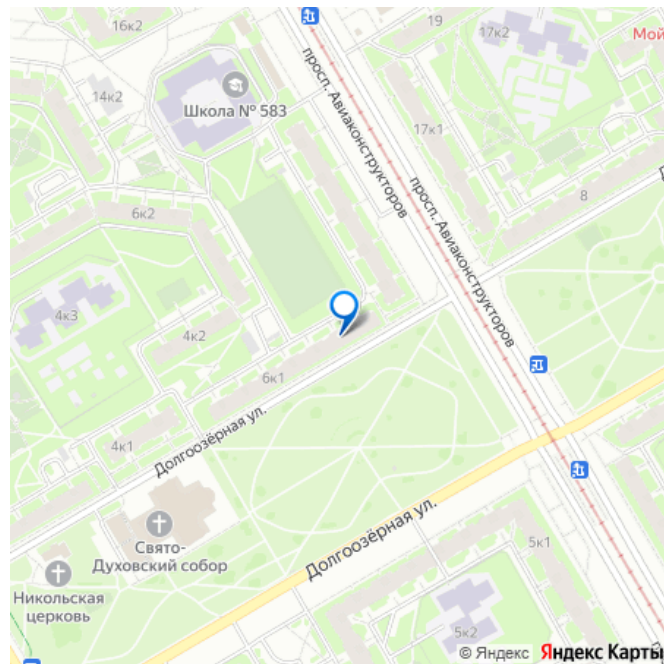 16к2
19
17к2
Мой
14к2
Школа № 583
просп. Авиаконструкторов
17к1
просп. Авиаконструкторов
8
6к2
4к3
4к2
6к1
4к1
Долгоозёрная ул.
Свято-
Духовский собор
Никольская
церковь
Долгоозёрная ул.
5к1
5к2
© Яндекс Яндекс Карты